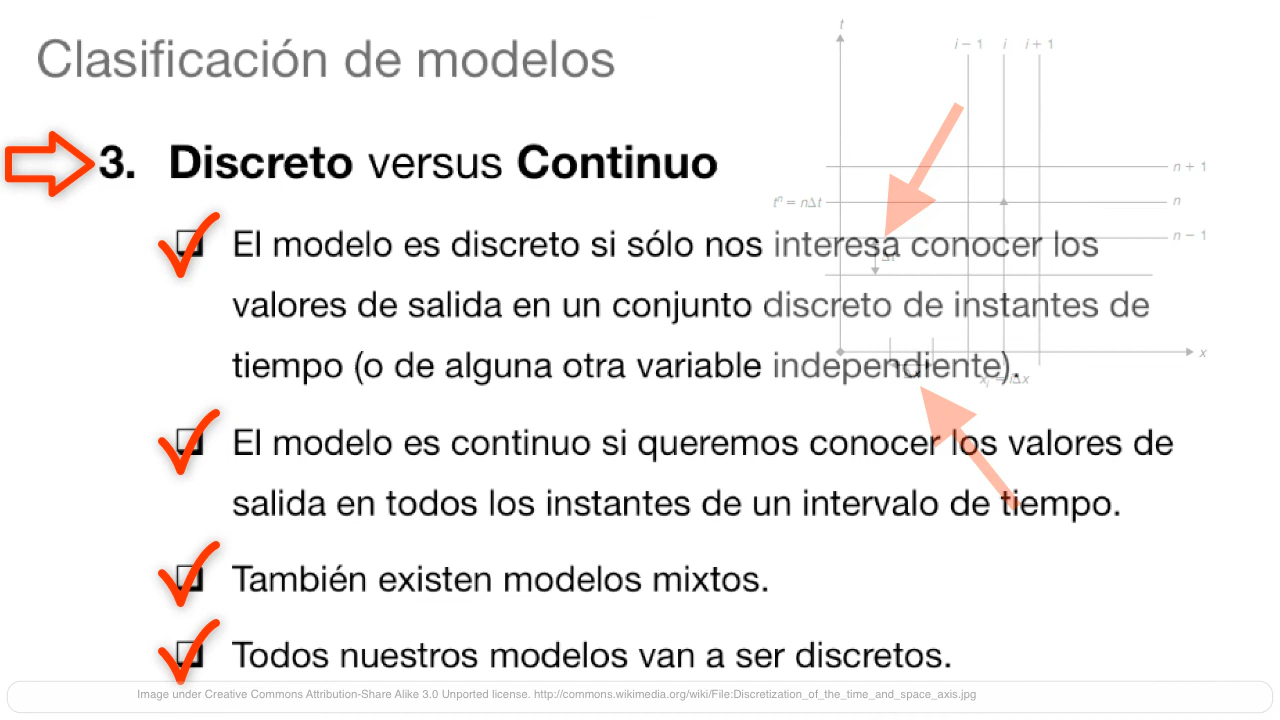 Clasificación de modelos
t
i − 1 i i + 1
3. Discreto versus Continuo
n + 1
tⁿ = nΔt
n
n − 1
El modelo es discreto si sólo nos interesa conocer los
Δt
valores de salida en un conjunto discreto de instantes de
x
tiempo (o de alguna otra variable independiente).
Δx
xᵢ = iΔx
El modelo es continuo si queremos conocer los valores de
salida en todos los instantes de un intervalo de tiempo.
También existen modelos mixtos.
Todos nuestros modelos van a ser discretos.
Image under Creative Commons Attribution-Share Alike 3.0 Unported license. http://commons.wikimedia.org/wiki/File:Discretization_of_the_time_and_space_axis.jpg